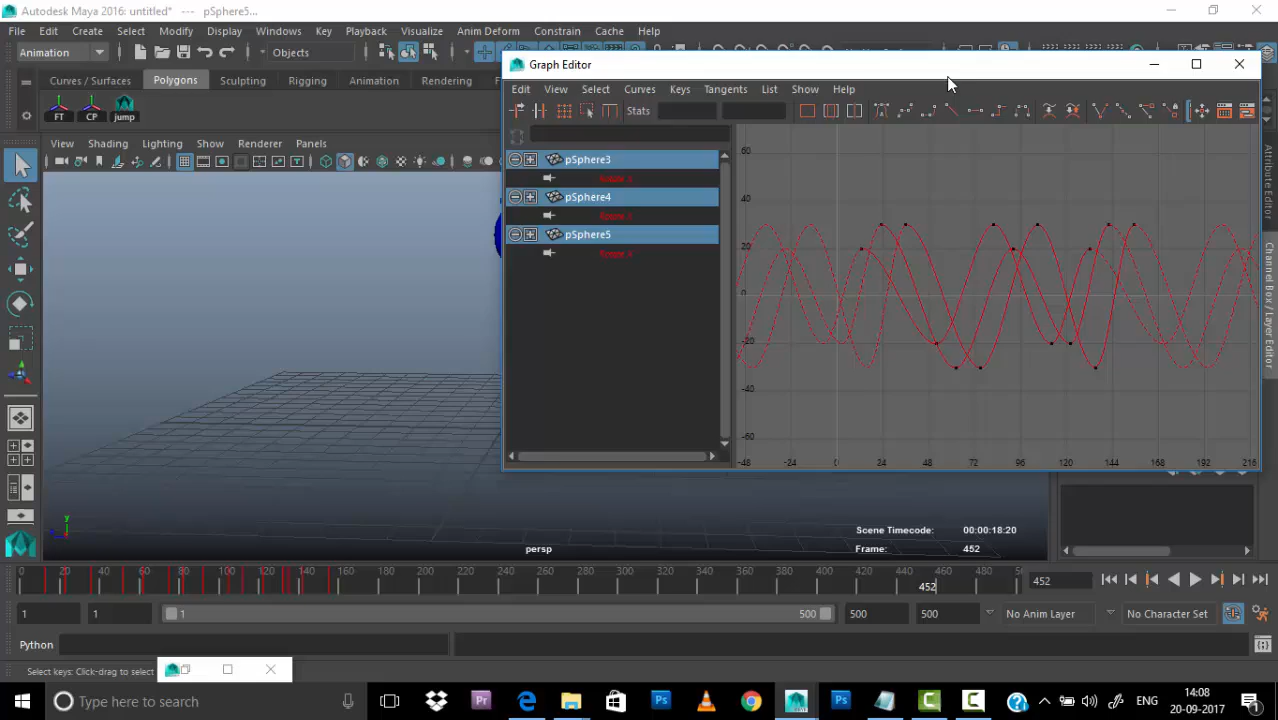 Autodesk Maya 2016: untitled*   ---   pSphere5...
File Edit Create Select Modify Display Windows Key Playback Visualize Anim Deform Constrain Cache Help
Animation Objects
Graph Editor
Curves / Surfaces Polygons Sculpting Rigging Animation Rendering
Edit View Select Curves Keys Tangents List Show Help
FT CP jump
Stats
View Shading Lighting Show Renderer Panels
pSphere3
pSphere4
pSphere5
60
40
20
0
-20
-40
-60
-48 -24 0 24 48 72 96 120 144 168 192 216
Attribute Editor
Channel Box / Layer Editor
y
Scene Timecode: 00:00:18:20
persp Frame: 452
0 20 40 60 80 100 120 140 160 180 200 220 240 260 280 300 320 340 360 380 400 420 440 460 480
452
452
1 1 1 500 500 500 No Anim Layer No Character Set
Python
Select keys: Click-drag to select
Type here to search
ENG
14:08
20-09-2017